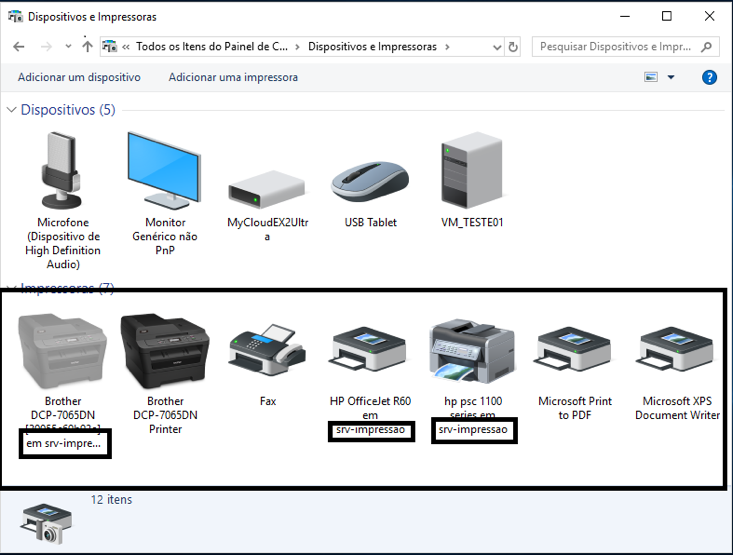 Dispositivos e Impressoras
« Todos os Itens do Painel de C... > Dispositivos e Impressoras >
Pesquisar Dispositivos e Impr...
Adicionar um dispositivo
Adicionar uma impressora
?
Dispositivos (5)
Microfone
(Dispositivo de
High Definition
Audio)
Monitor
Genérico não
PnP
MyCloudEX2Ultr
a
USB Tablet
VM_TESTE01
Impressoras (7)
Brother
DCP-7065DN
em srv-impre...
Brother
DCP-7065DN
Printer
Fax
HP OfficeJet R60
em
srv-impressao
hp psc 1100
series em
srv-impressao
Microsoft Print
to PDF
Microsoft XPS
Document Writer
12 itens